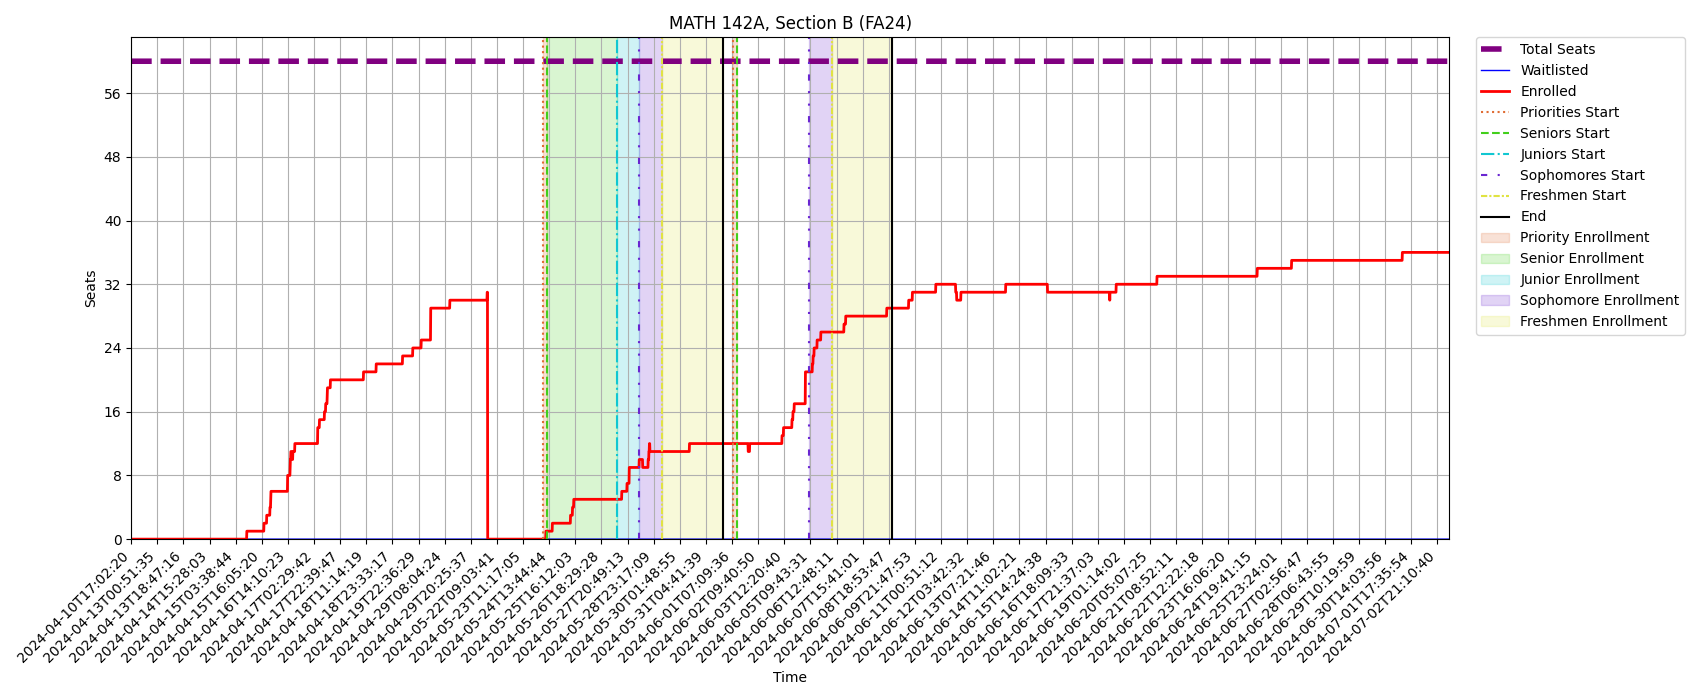 MATH 142A, Section B (FA24)
Total Seats
Waitlisted
Enrolled
Priorities Start
Seniors Start
Juniors Start
Sophomores Start
Freshmen Start
End
Priority Enrollment
Senior Enrollment
Junior Enrollment
Sophomore Enrollment
Freshmen Enrollment
Seats
56
48
40
32
24
16
8
0
2024-04-10T17:02:20
2024-04-13T00:51:35
2024-04-13T18:47:16
2024-04-14T15:28:03
2024-04-15T03:38:44
2024-04-15T16:05:20
2024-04-16T14:10:23
2024-04-17T02:29:42
2024-04-17T22:39:47
2024-04-18T11:14:19
2024-04-18T23:33:17
2024-04-19T22:36:29
2024-04-29T08:04:24
2024-04-29T20:25:37
2024-05-22T09:03:41
2024-05-23T11:17:05
2024-05-24T13:44:44
2024-05-25T16:12:03
2024-05-26T18:29:28
2024-05-27T20:49:13
2024-05-28T23:17:09
2024-05-30T01:48:55
2024-05-31T04:41:39
2024-06-01T07:09:36
2024-06-02T09:40:50
2024-06-03T12:20:40
2024-06-05T09:43:31
2024-06-06T12:48:11
2024-06-07T15:41:01
2024-06-08T18:53:47
2024-06-09T21:47:53
2024-06-11T00:51:12
2024-06-12T03:42:32
2024-06-13T07:21:46
2024-06-14T11:02:21
2024-06-15T14:24:38
2024-06-16T18:09:33
2024-06-17T21:37:03
2024-06-19T01:14:02
2024-06-20T05:07:25
2024-06-21T08:52:11
2024-06-22T12:22:18
2024-06-23T16:06:20
2024-06-24T19:41:15
2024-06-25T23:24:01
2024-06-27T02:56:47
2024-06-28T06:43:55
2024-06-29T10:19:59
2024-06-30T14:03:56
2024-07-01T17:35:54
2024-07-02T21:10:40
Time